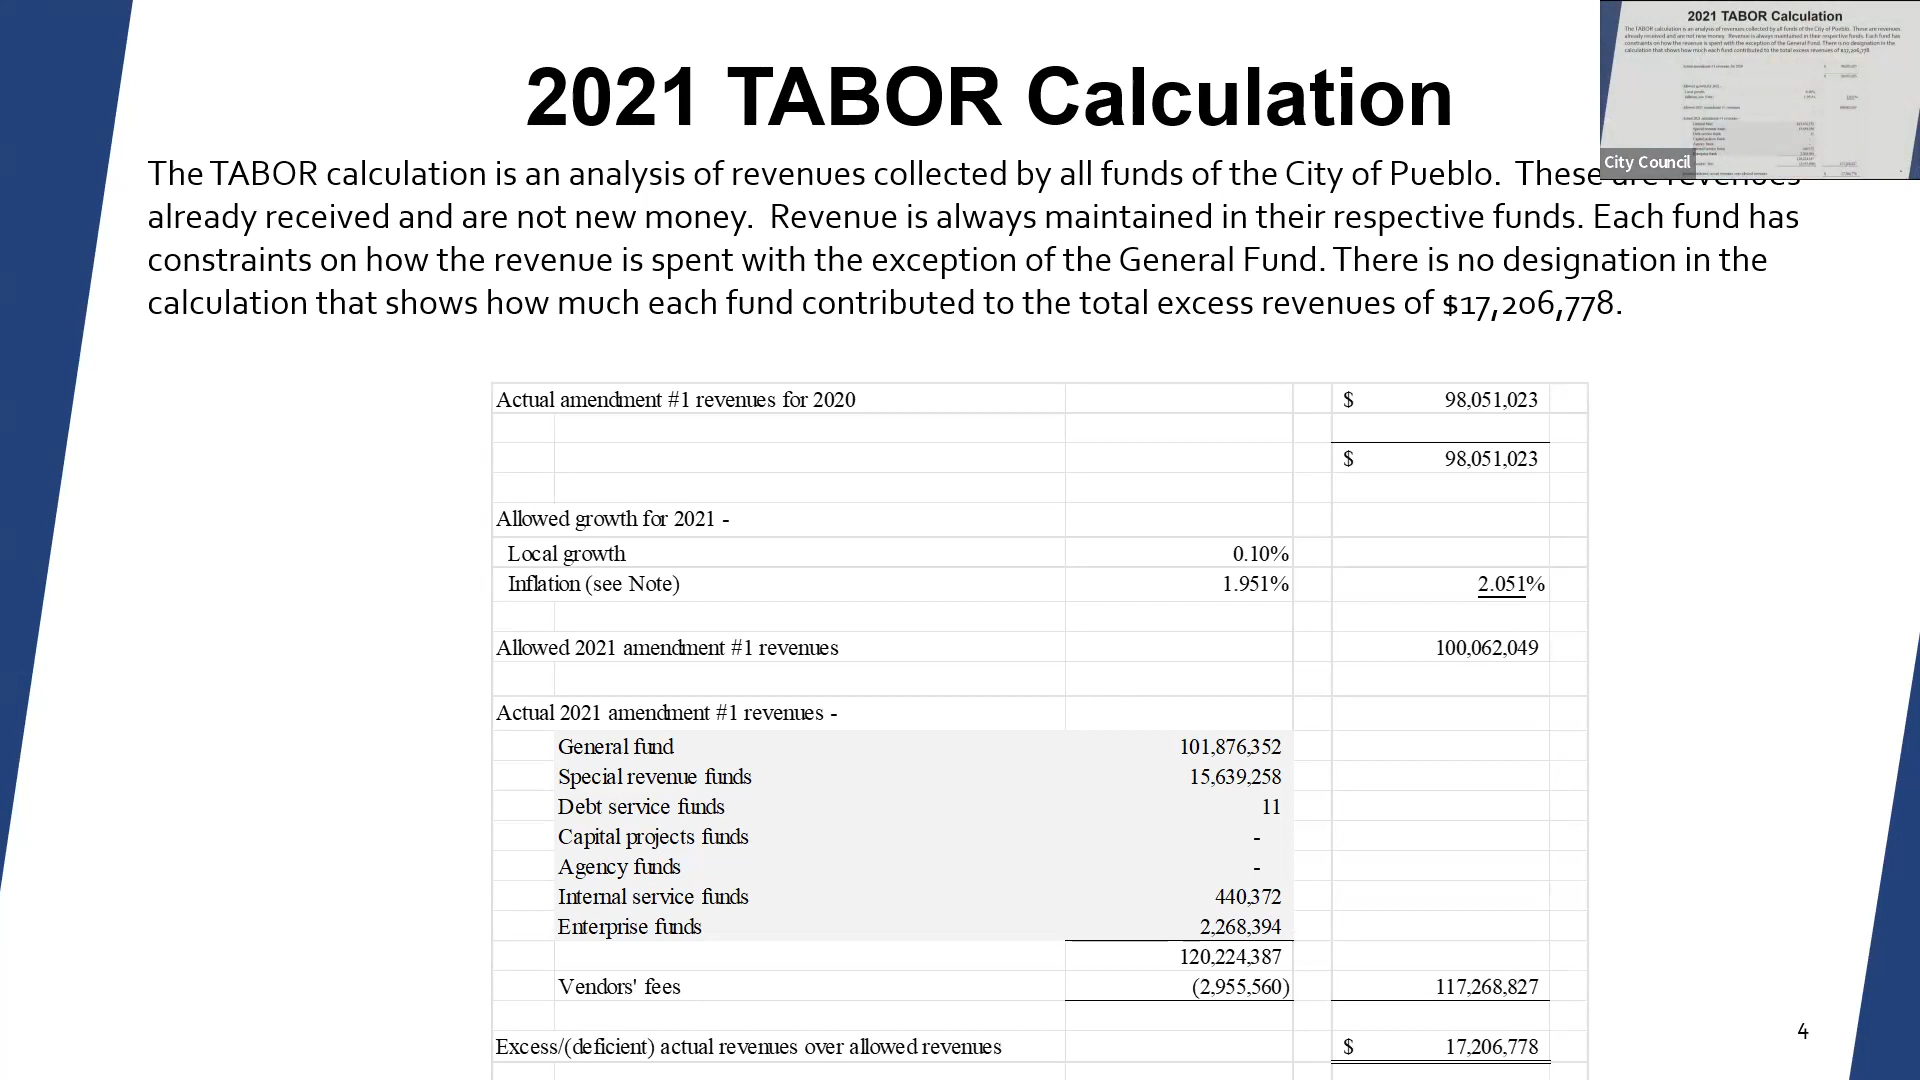 2021 TABOR Calculation
The TABOR calculation is an analysis of revenues collected by all funds of the City of Pueblo. These are revenues
already received and are not new money. Revenue is always maintained in their respective funds. Each fund has
constraints on how the revenue is spent with the exception of the General Fund. There is no designation in the
calculation that shows how much each fund contributed to the total excess revenues of $17,206,778.
2021 TABOR Calculation
City Council
Actual amendment #1 revenues for 2020 $ 98,051,023
$ 98,051,023
Allowed growth for 2021 -
Local growth 0.10%
Inflation (see Note) 1.951% 2.051%
Allowed 2021 amendment #1 revenues 100,062,049
Actual 2021 amendment #1 revenues -
General fund 101,876,352
Special revenue funds 15,639,258
Debt service funds 11
Capital projects funds -
Agency funds -
Internal service funds 440,372
Enterprise funds 2,268,394
120,224,387
Vendors' fees (2,955,560) 117,268,827
Excess/(deficient) actual revenues over allowed revenues $ 17,206,778
4